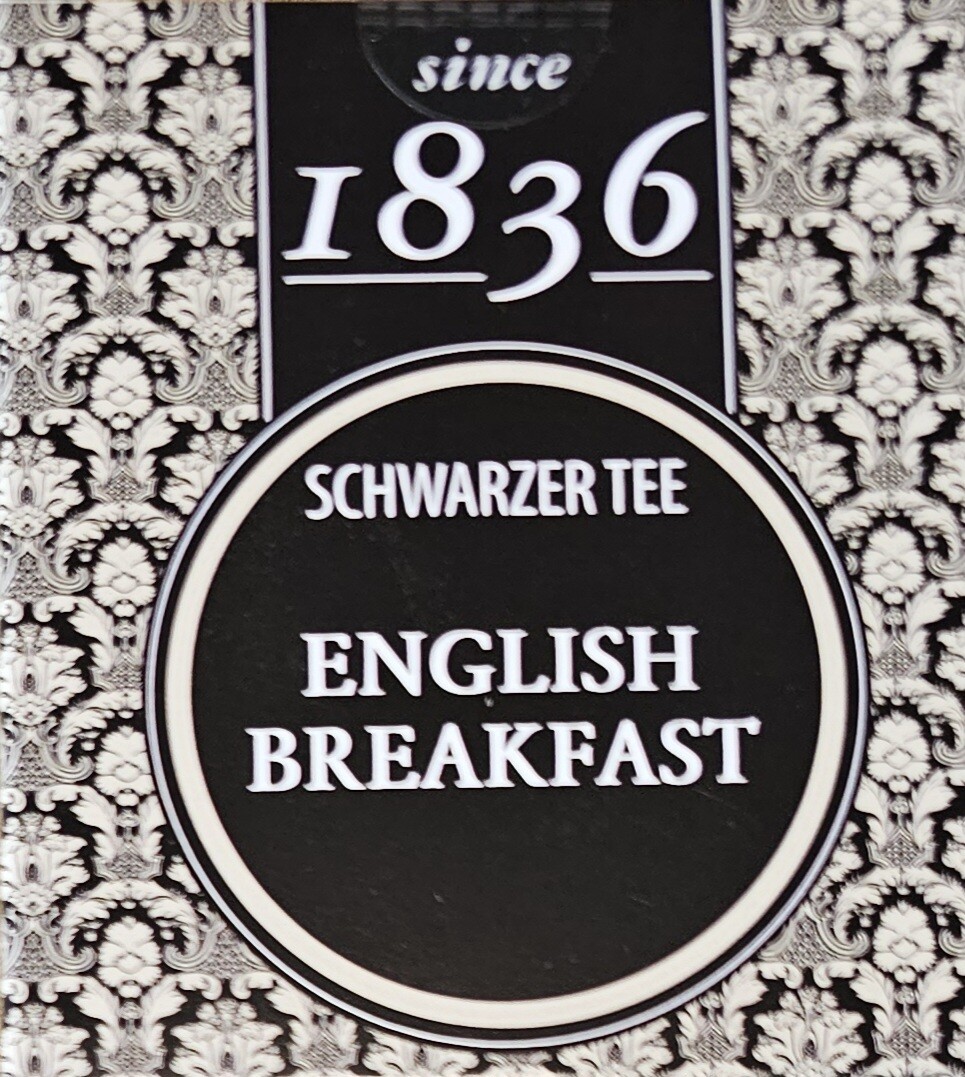 since
1836
SCHWARZER TEE
ENGLISH
BREAKFAST